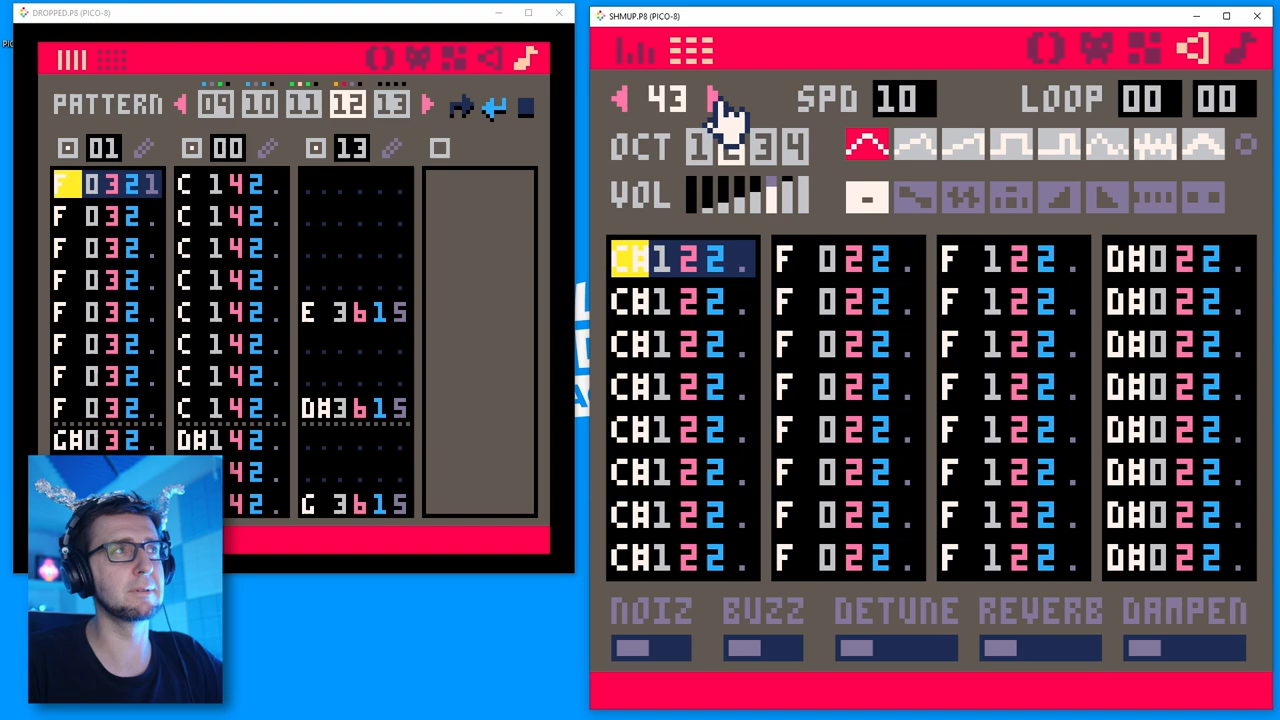 DROPPED.P8 (PICO-8)
PATTERN 09 10 11 12 13
01 00 13
F 0321 C 142. ......
F 032. C 142. ......
F 032. C 142. ......
F 032. C 142. ......
F 032. C 142. E 3615
F 032. C 142. ......
F 032. C 142. ......
F 032. C 142. D#3615
G#032. D#142. ......
42. ......
42. G 3615
SHMUP.P8 (PICO-8)
43 SPD 10 LOOP 00 00
OCT 1 2 3 4
VOL
C#122. F 022. F 122. D#022.
C#122. F 022. F 122. D#022.
C#122. F 022. F 122. D#022.
C#122. F 022. F 122. D#022.
C#122. F 022. F 122. D#022.
C#122. F 022. F 122. D#022.
C#122. F 022. F 122. D#022.
C#122. F 022. F 122. D#022.
NOIZ BUZZ DETUNE REVERB DAMPEN